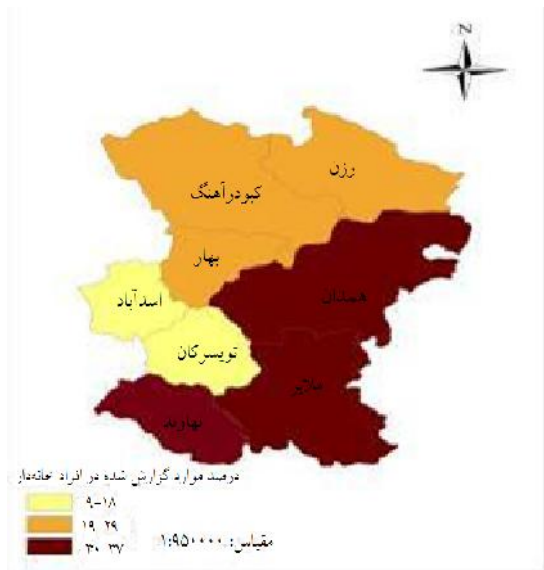 N
رزن
کبودرآهنگ
بهار
همدان
اسدآباد
تویسرکان
ملایر
نهاوند
درصد موارد گزارش شده در افراد خانه‌دار
۹-۱۸
۱۹-۲۹
۳۰-۳۷
مقیاس: ۱:۹۵۰۰۰۰